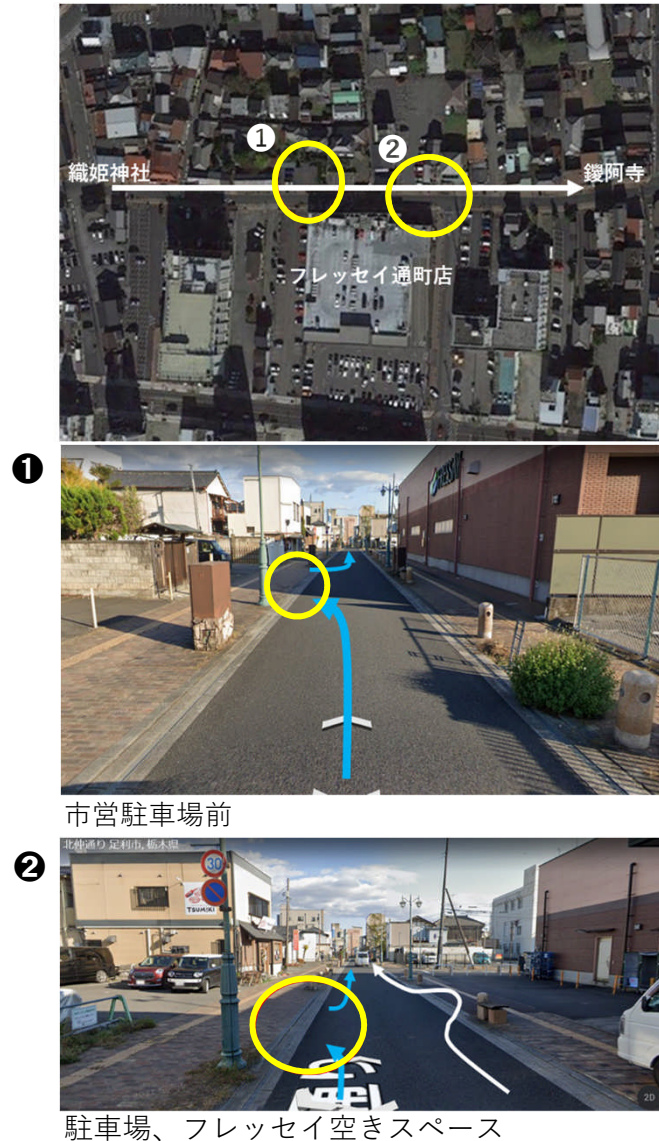 ❶
❷
織姫神社
鑁阿寺
フレッセイ通町店
❶
FRESSAY
市営駐車場前
❷
北仲通り 足利市, 栃木県
30
TSUMIKI
2D
駐車場、フレッセイ空きスペース